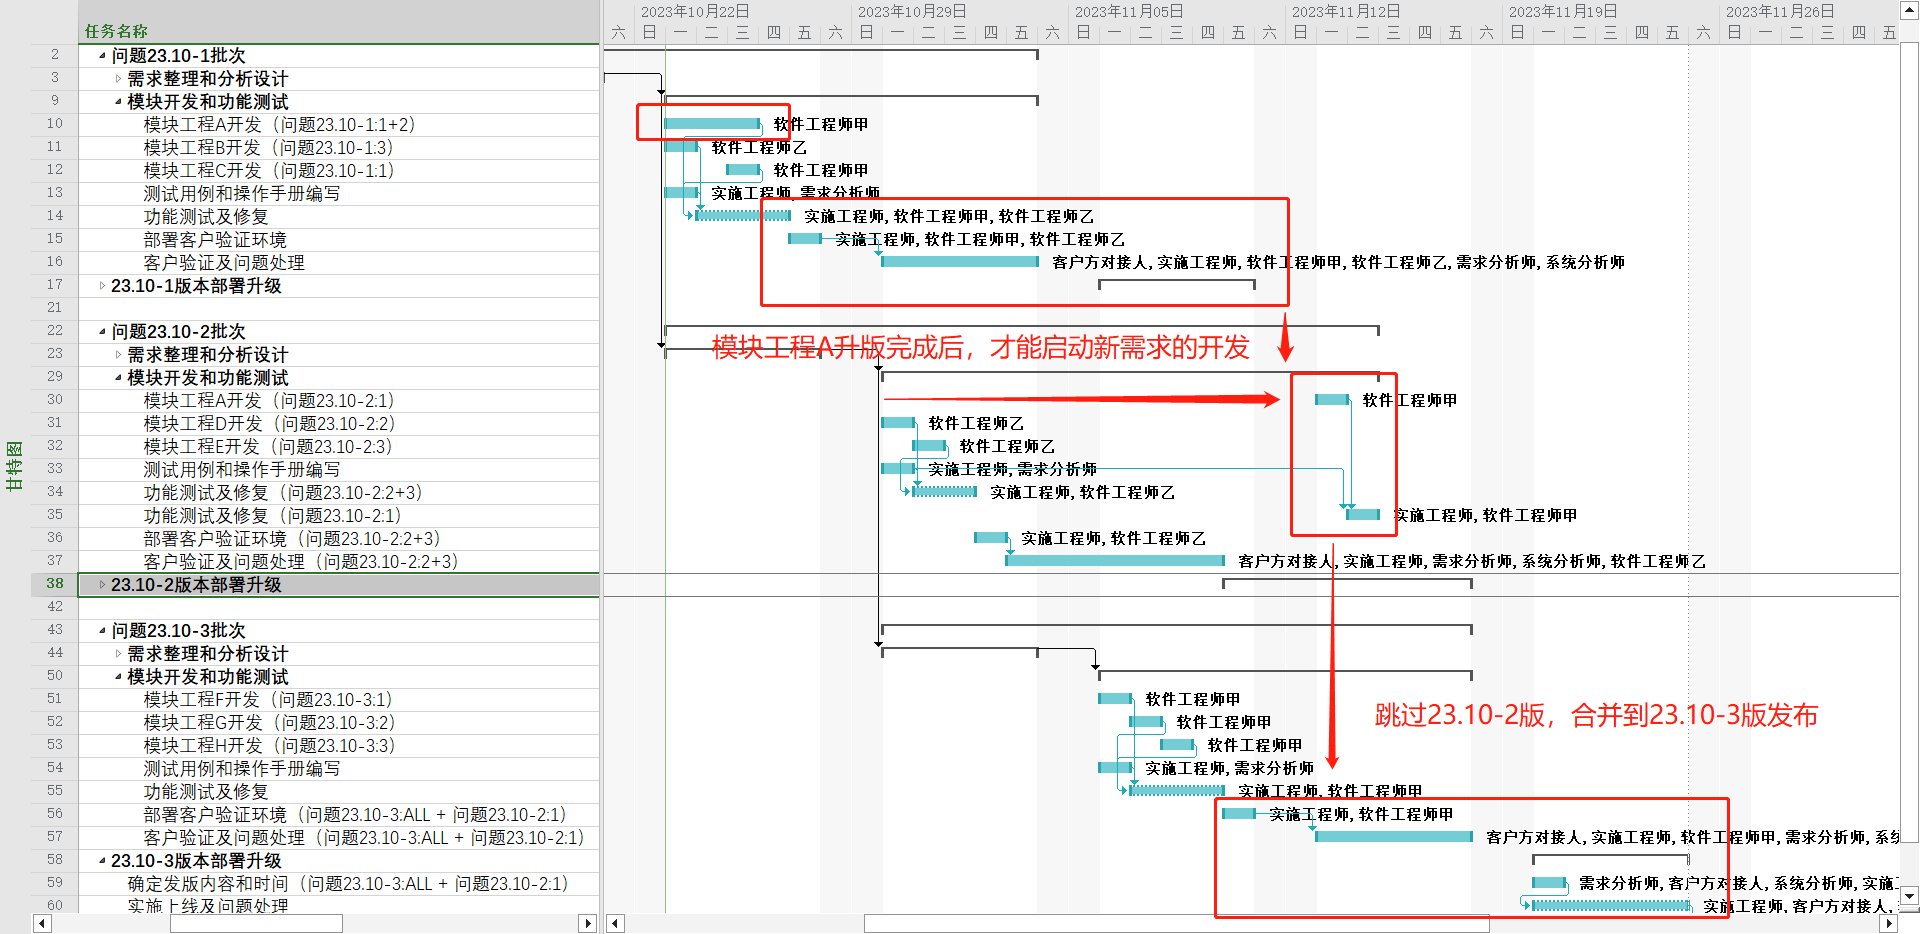 2023年10月22日 2023年10月29日 2023年11月05日 2023年11月12日 2023年11月19日 2023年11月26日
任务名称 六 日 一 二 三 四 五 六 日 一 二 三 四 五 六 日 一 二 三 四 五 六 日 一 二 三 四 五 六 日 一 二 三 四 五 六 日 一 二 三 四 五
甘特图
2 问题23.10-1批次
3 需求整理和分析设计
9 模块开发和功能测试
10 模块工程A开发（问题23.10-1:1+2） 软件工程师甲
11 模块工程B开发（问题23.10-1:3） 软件工程师乙
12 模块工程C开发（问题23.10-1:1） 软件工程师甲
13 测试用例和操作手册编写 实施工程师, 需求分析师
14 功能测试及修复 实施工程师, 软件工程师甲, 软件工程师乙
15 部署客户验证环境 实施工程师, 软件工程师甲, 软件工程师乙
16 客户验证及问题处理 客户方对接人, 实施工程师, 软件工程师甲, 软件工程师乙, 需求分析师, 系统分析师
17 23.10-1版本部署升级
21
22 问题23.10-2批次
23 需求整理和分析设计 模块工程A升版完成后，才能启动新需求的开发
29 模块开发和功能测试
30 模块工程A开发（问题23.10-2:1） 软件工程师甲
31 模块工程D开发（问题23.10-2:2） 软件工程师乙
32 模块工程E开发（问题23.10-2:3） 软件工程师乙
33 测试用例和操作手册编写 实施工程师, 需求分析师
34 功能测试及修复（问题23.10-2:2+3） 实施工程师, 软件工程师乙
35 功能测试及修复（问题23.10-2:1） 实施工程师, 软件工程师甲
36 部署客户验证环境（问题23.10-2:2+3） 实施工程师, 软件工程师乙
37 客户验证及问题处理（问题23.10-2:2+3） 客户方对接人, 实施工程师, 需求分析师, 系统分析师, 软件工程师乙
38 23.10-2版本部署升级
42
43 问题23.10-3批次
44 需求整理和分析设计
50 模块开发和功能测试
51 模块工程F开发（问题23.10-3:1） 软件工程师甲
52 模块工程G开发（问题23.10-3:2） 软件工程师甲
跳过23.10-2版，合并到23.10-3版发布
53 模块工程H开发（问题23.10-3:3） 软件工程师甲
54 测试用例和操作手册编写 实施工程师, 需求分析师
55 功能测试及修复 实施工程师, 软件工程师甲
56 部署客户验证环境（问题23.10-3:ALL + 问题23.10-2:1） 实施工程师, 软件工程师甲
57 客户验证及问题处理（问题23.10-3:ALL + 问题23.10-2:1） 客户方对接人, 实施工程师, 软件工程师甲, 需求分析师, 系
58 23.10-3版本部署升级
59 确定发版内容和时间（问题23.10-3:ALL + 问题23.10-2:1） 需求分析师, 客户方对接人, 系统分析师, 实施工
60 实施上线及问题处理 实施工程师, 客户方对接人,